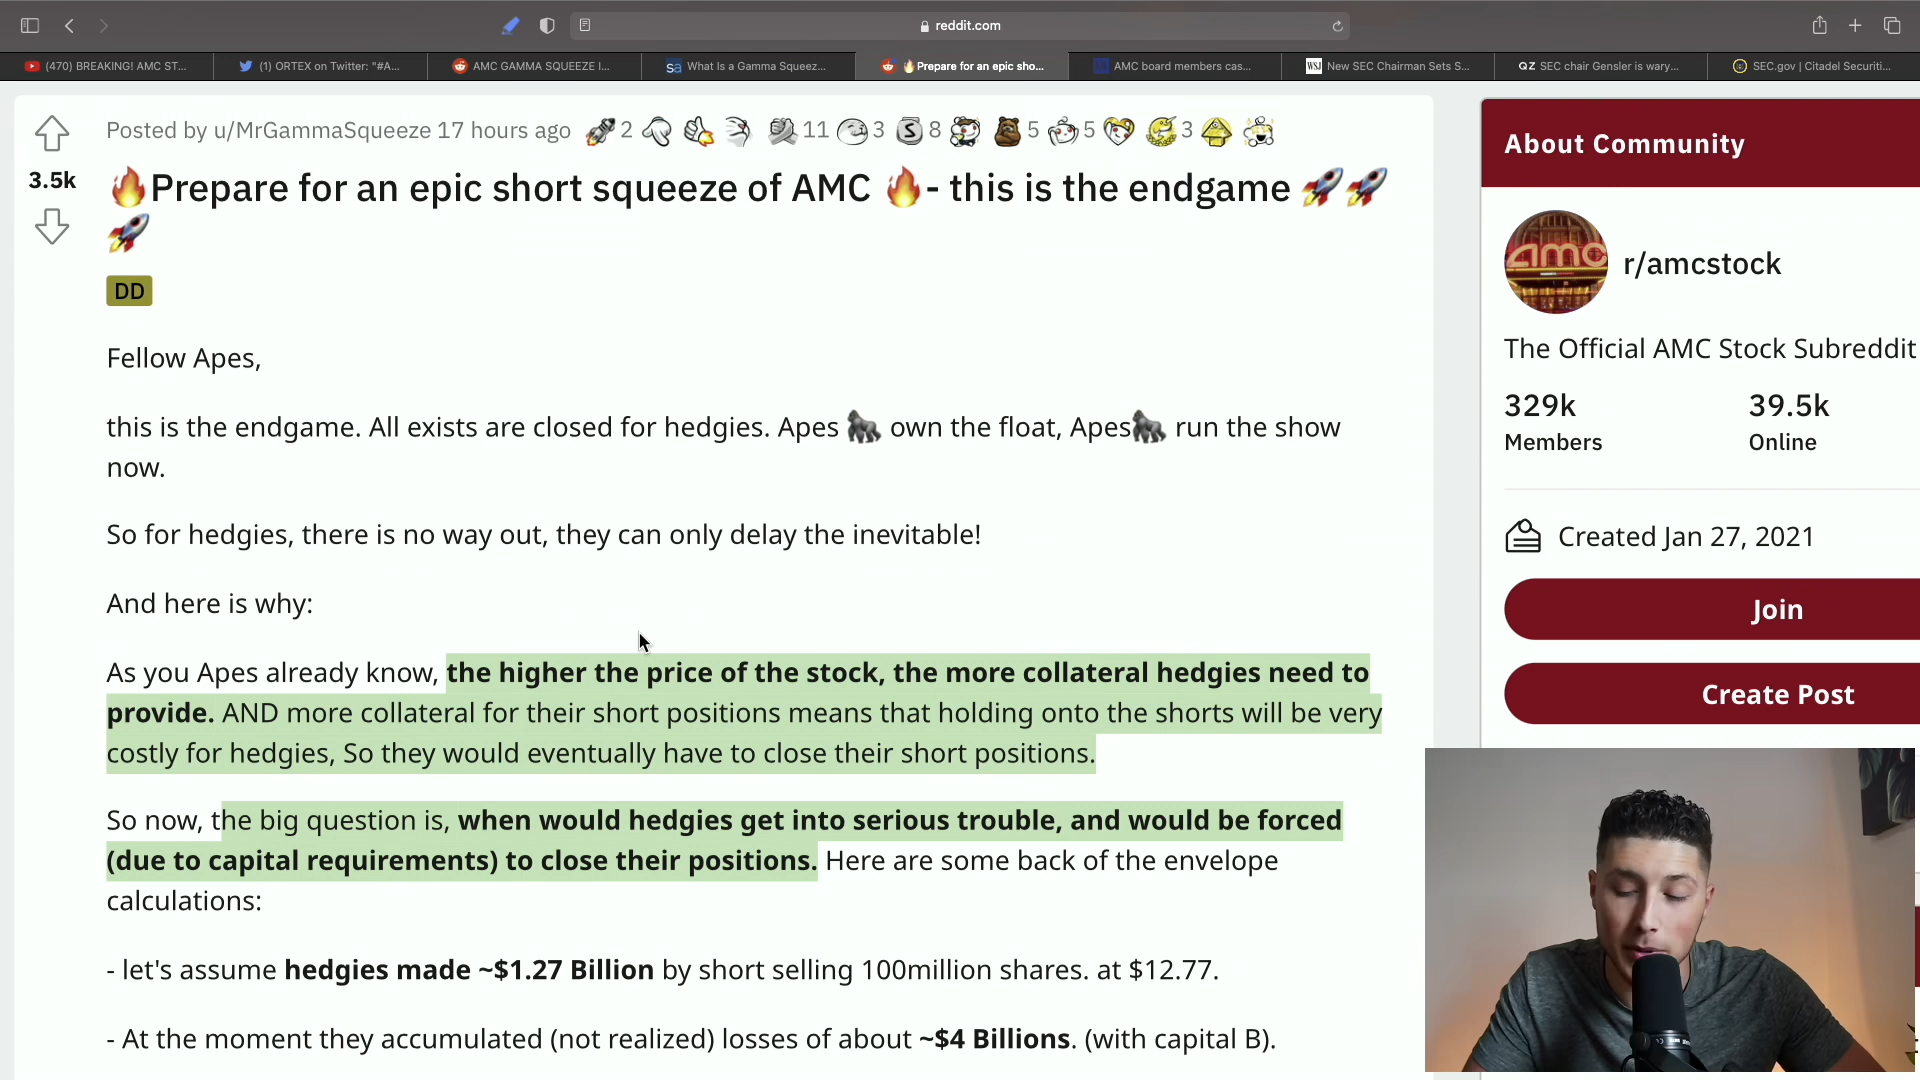 reddit.com
(470) BREAKING! AMC ST...
(1) ORTEX on Twitter: "#A...
AMC GAMMA SQUEEZE I...
sa What Is a Gamma Squeez...
🔥Prepare for an epic sho...
AMC board members cas...
WSJ New SEC Chairman Sets S...
QZ SEC chair Gensler is wary...
SEC.gov | Citadel Securiti...
Posted by u/MrGammaSqueeze 17 hours ago 2 11 3 S 8 5 5 3
3.5k
🔥Prepare for an epic short squeeze of AMC 🔥- this is the endgame 🚀🚀
🚀
DD
Fellow Apes,
this is the endgame. All exists are closed for hedgies. Apes 🦍 own the float, Apes🦍 run the show
now.
So for hedgies, there is no way out, they can only delay the inevitable!
And here is why:
As you Apes already know, the higher the price of the stock, the more collateral hedgies need to
provide. AND more collateral for their short positions means that holding onto the shorts will be very
costly for hedgies, So they would eventually have to close their short positions.
So now, the big question is, when would hedgies get into serious trouble, and would be forced
(due to capital requirements) to close their positions. Here are some back of the envelope
calculations:
- let's assume hedgies made ~$1.27 Billion by short selling 100million shares. at $12.77.
- At the moment they accumulated (not realized) losses of about ~$4 Billions. (with capital B).
About Community
amc
r/amcstock
The Official AMC Stock Subreddit
329k
Members
39.5k
Online
Created Jan 27, 2021
Join
Create Post